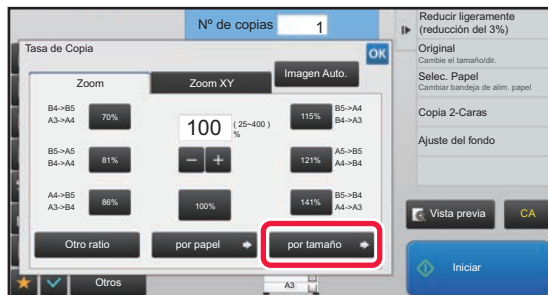 Nº de copias 1
Tasa de Copia
OK
Zoom
Zoom XY
Imagen Auto.
B4->B5
A3->A4
70%
100
( 25~400 )
%
115%
B5->A4
B4->A3
B5->A5
B4->A4
81%
121%
A5->B5
A4->B4
A4->B5
A3->B4
86%
100%
141%
B5->B4
A4->A3
Otro ratio
por papel
por tamaño
Otros
A3
Reducir ligeramente
(reducción del 3%)
Original
Cambie el tamaño/dir.
Selec. Papel
Cambiar bandeja de alim. papel
Copia 2-Caras
Ajuste del fondo
Vista previa
CA
Iniciar